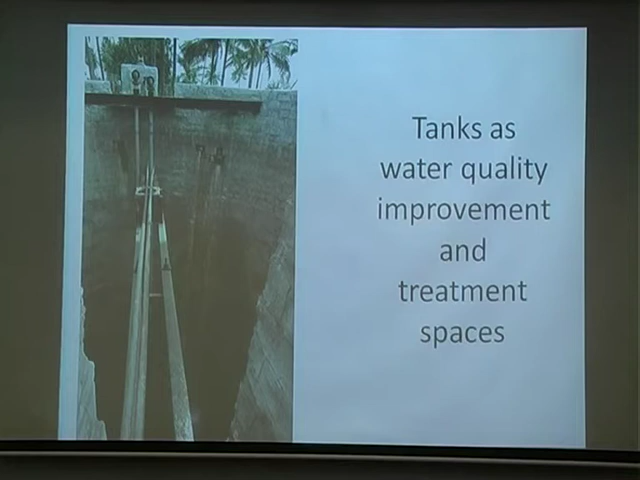 Tanks as
water quality
improvement
and
treatment
spaces